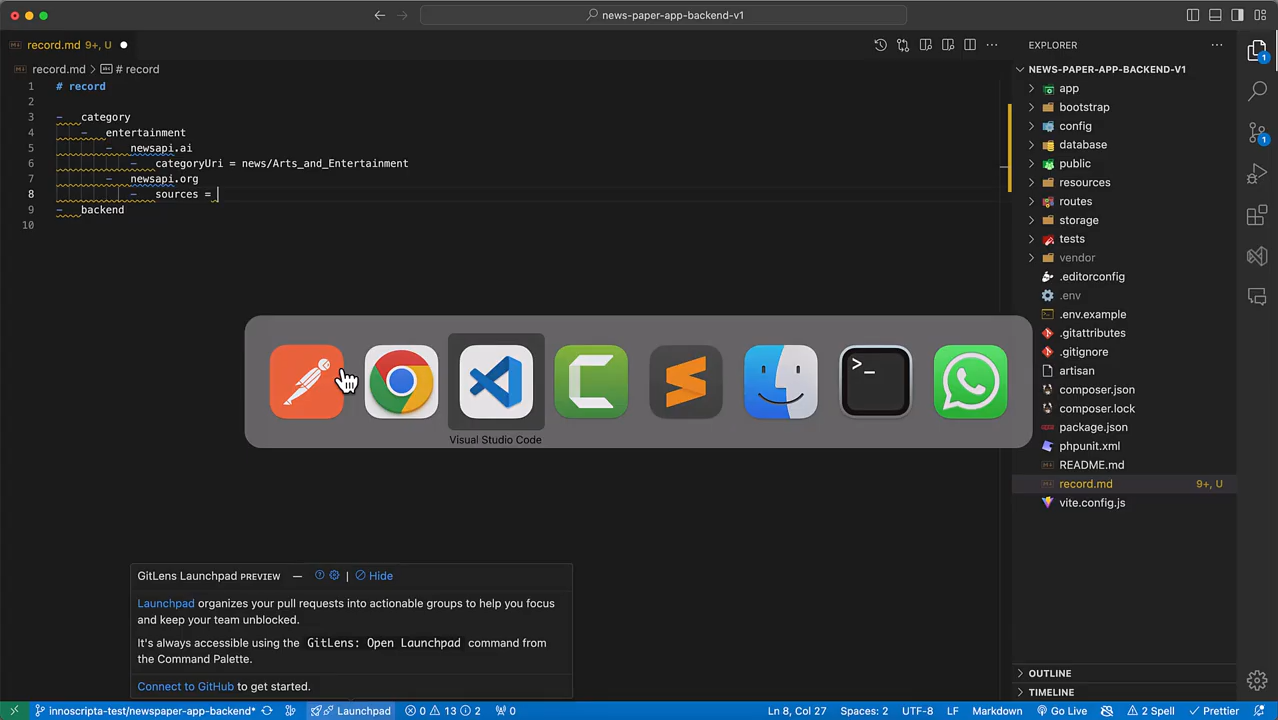 news-paper-app-backend-v1
record.md 9+, U
EXPLORER
record.md > # record
NEWS-PAPER-APP-BACKEND-V1
1 # record
2
3 - category
4 - entertainment
5 - newsapi.ai
6 - categoryUri = news/Arts_and_Entertainment
7 - newsapi.org
8 - sources =
9 - backend
10
app
bootstrap
config
database
public
resources
routes
storage
tests
vendor
.editorconfig
.env
.env.example
.gitattributes
.gitignore
artisan
composer.json
composer.lock
package.json
phpunit.xml
README.md
record.md 9+, U
vite.config.js
1
1
Visual Studio Code
GitLens Launchpad PREVIEW — | Hide
Launchpad organizes your pull requests into actionable groups to help you focus
and keep your team unblocked.
It's always accessible using the GitLens: Open Launchpad command from
the Command Palette.
Connect to GitHub to get started.
OUTLINE
TIMELINE
innoscripta-test/newspaper-app-backend* Launchpad 0 13 2 0 Ln 8, Col 27 Spaces: 2 UTF-8 LF Markdown Go Live 2 Spell Prettier